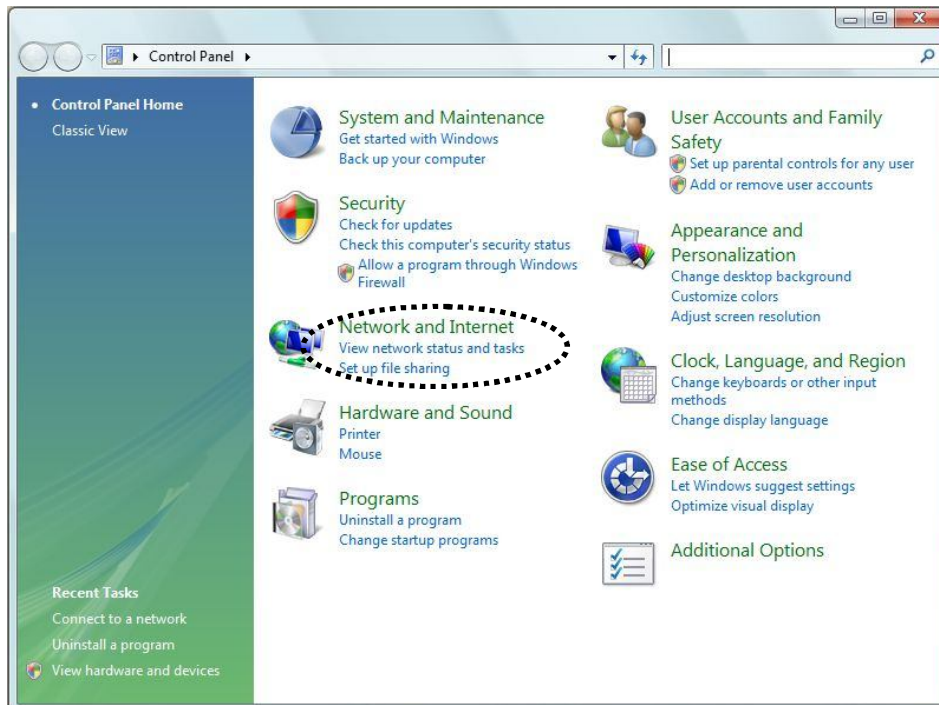 Control Panel
Control Panel Home
Classic View
System and Maintenance
Get started with Windows
Back up your computer
Security
Check for updates
Check this computer's security status
Allow a program through Windows
Firewall
Network and Internet
View network status and tasks
Set up file sharing
Hardware and Sound
Printer
Mouse
Programs
Uninstall a program
Change startup programs
User Accounts and Family
Safety
Set up parental controls for any user
Add or remove user accounts
Appearance and
Personalization
Change desktop background
Customize colors
Adjust screen resolution
Clock, Language, and Region
Change keyboards or other input
methods
Change display language
Ease of Access
Let Windows suggest settings
Optimize visual display
Additional Options
Recent Tasks
Connect to a network
Uninstall a program
View hardware and devices